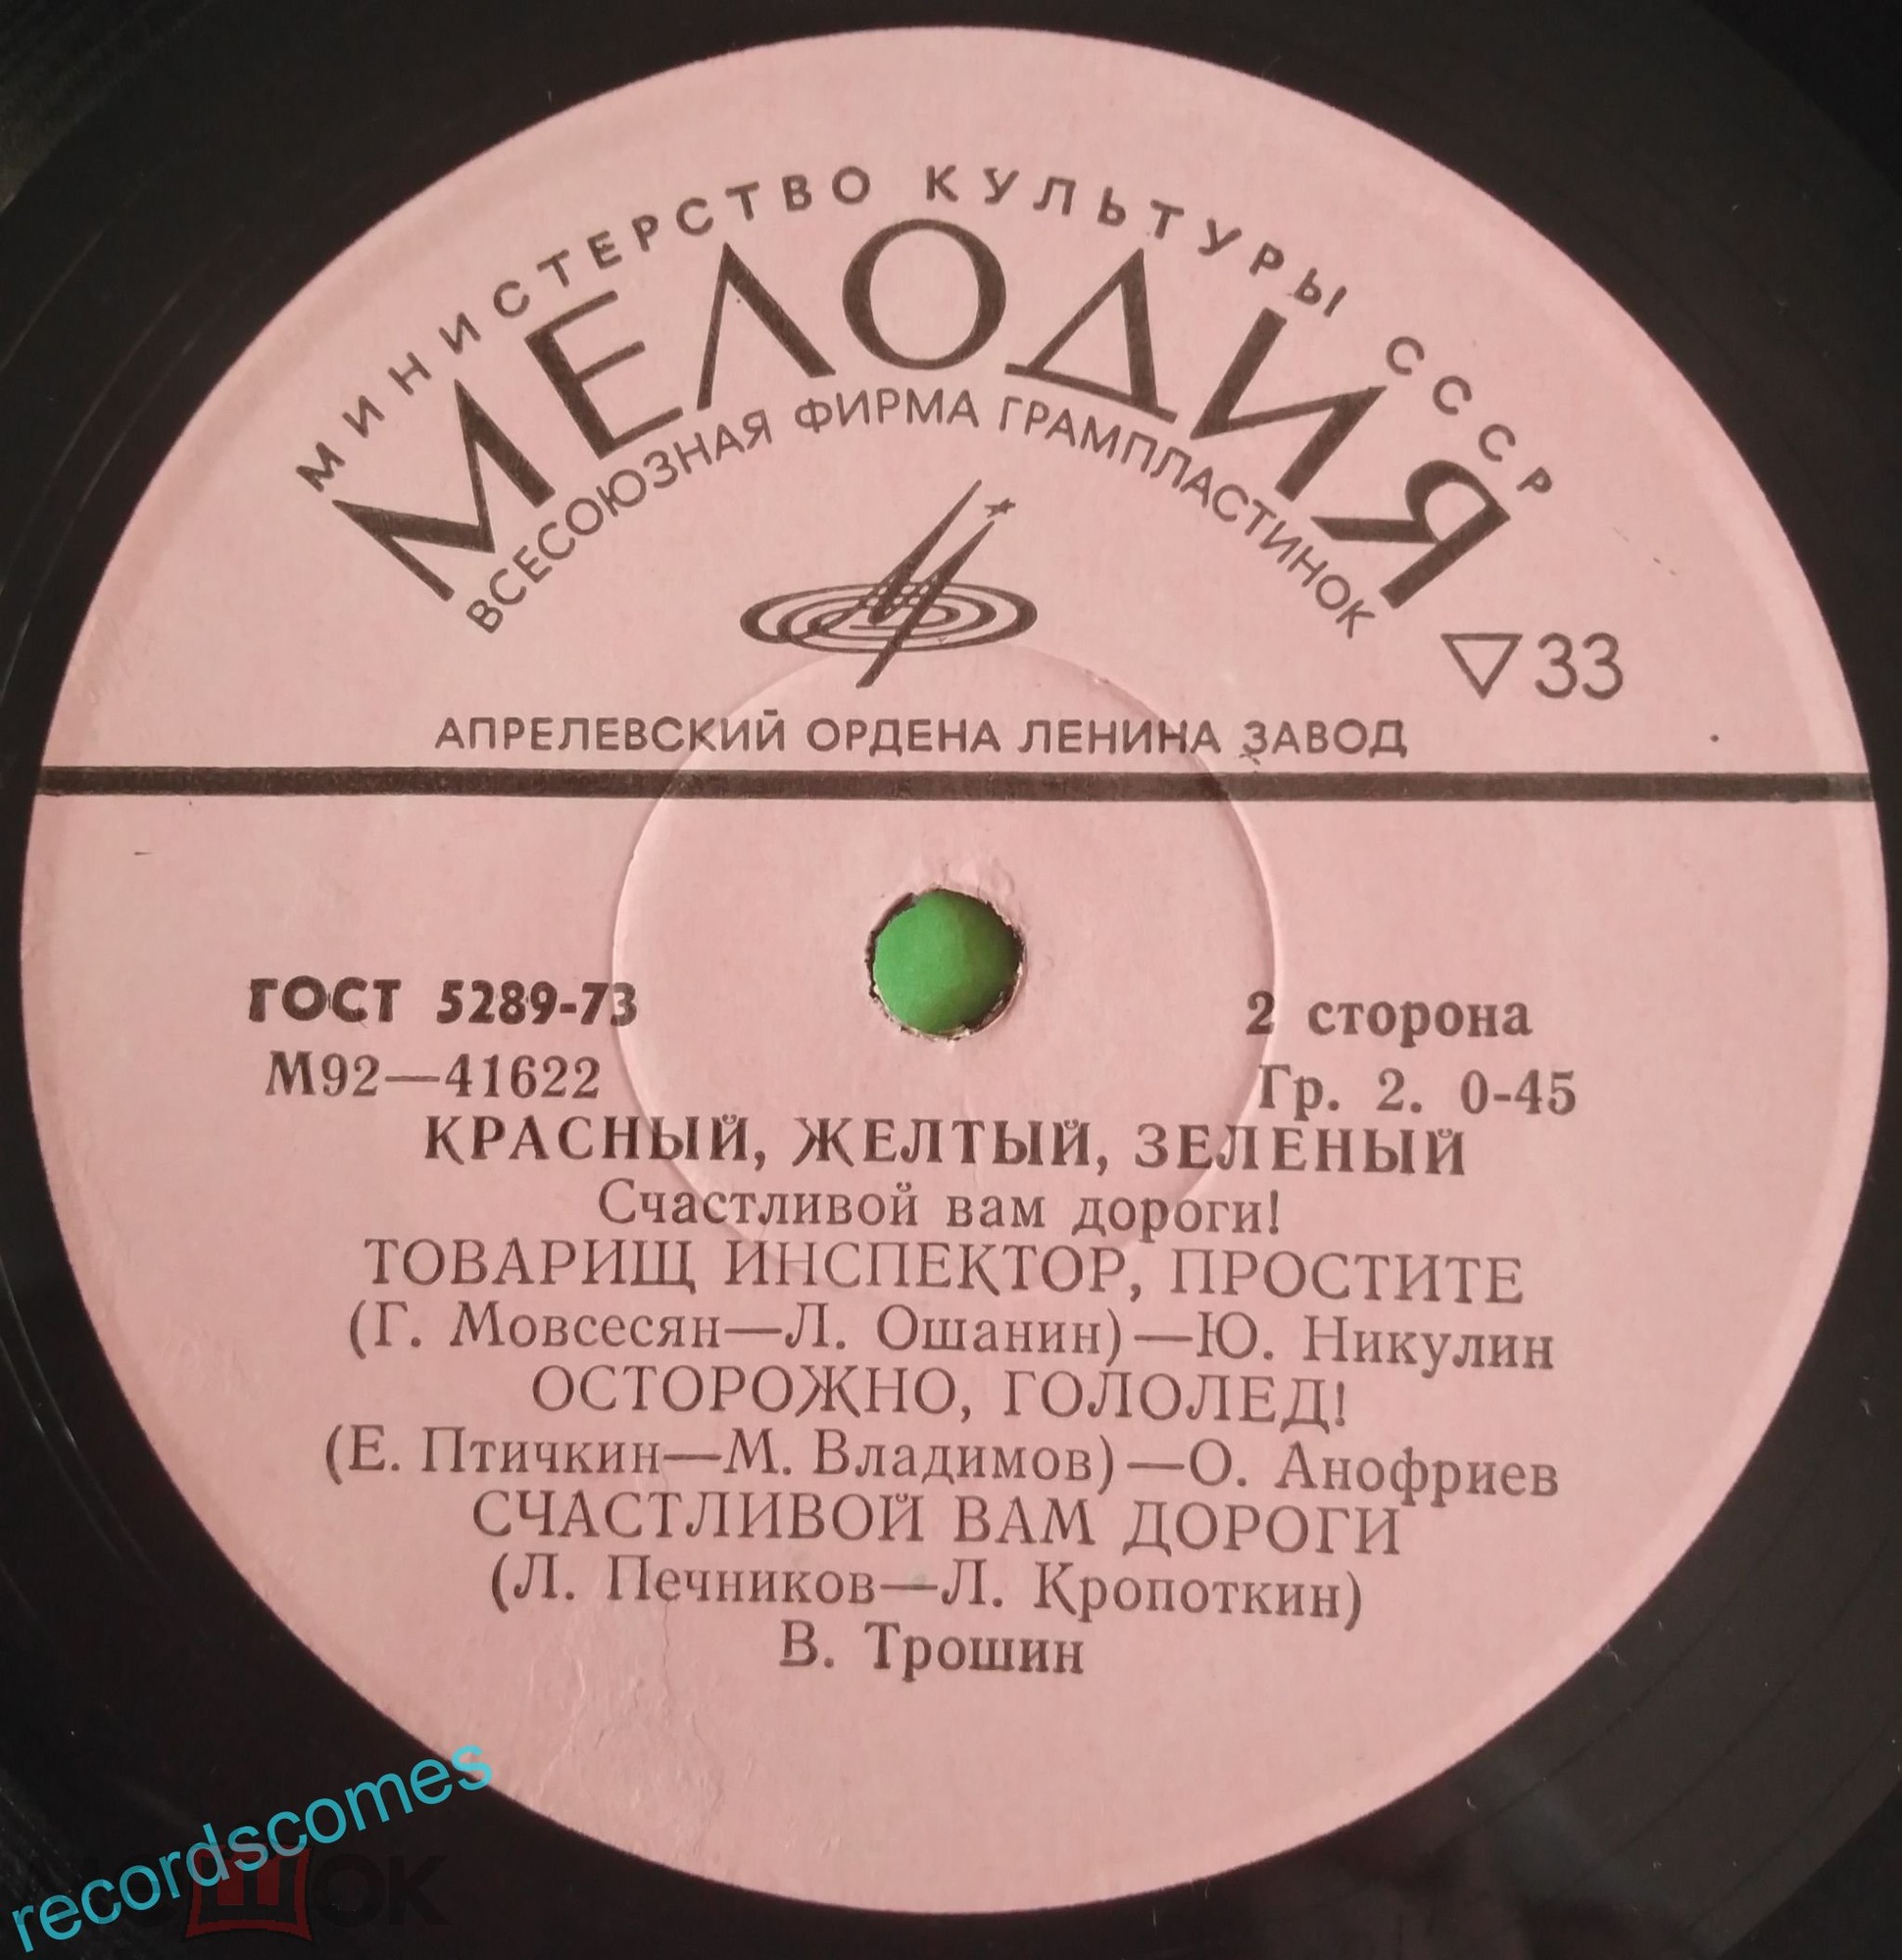 МИНИСТЕРСТВО КУЛЬТУРЫ СССР
МЕЛОДИЯ
ВСЕСОЮЗНАЯ ФИРМА ГРАМПЛАСТИНОК
▽33
АПРЕЛЕВСКИЙ ОРДЕНА ЛЕНИНА ЗАВОД
ГОСТ 5289-73
2 сторона
М92—41622
Гр. 2. 0-45
КРАСНЫЙ, ЖЕЛТЫЙ, ЗЕЛЕНЫЙ
Счастливой вам дороги!
ТОВАРИЩ ИНСПЕКТОР, ПРОСТИТЕ
(Г. Мовсесян—Л. Ошанин)—Ю. Никулин
ОСТОРОЖНО, ГОЛОЛЕД!
(Е. Птичкин—М. Владимов)—О. Анофриев
СЧАСТЛИВОЙ ВАМ ДОРОГИ
(Л. Печников—Л. Кропоткин)
В. Трошин
recordscomes